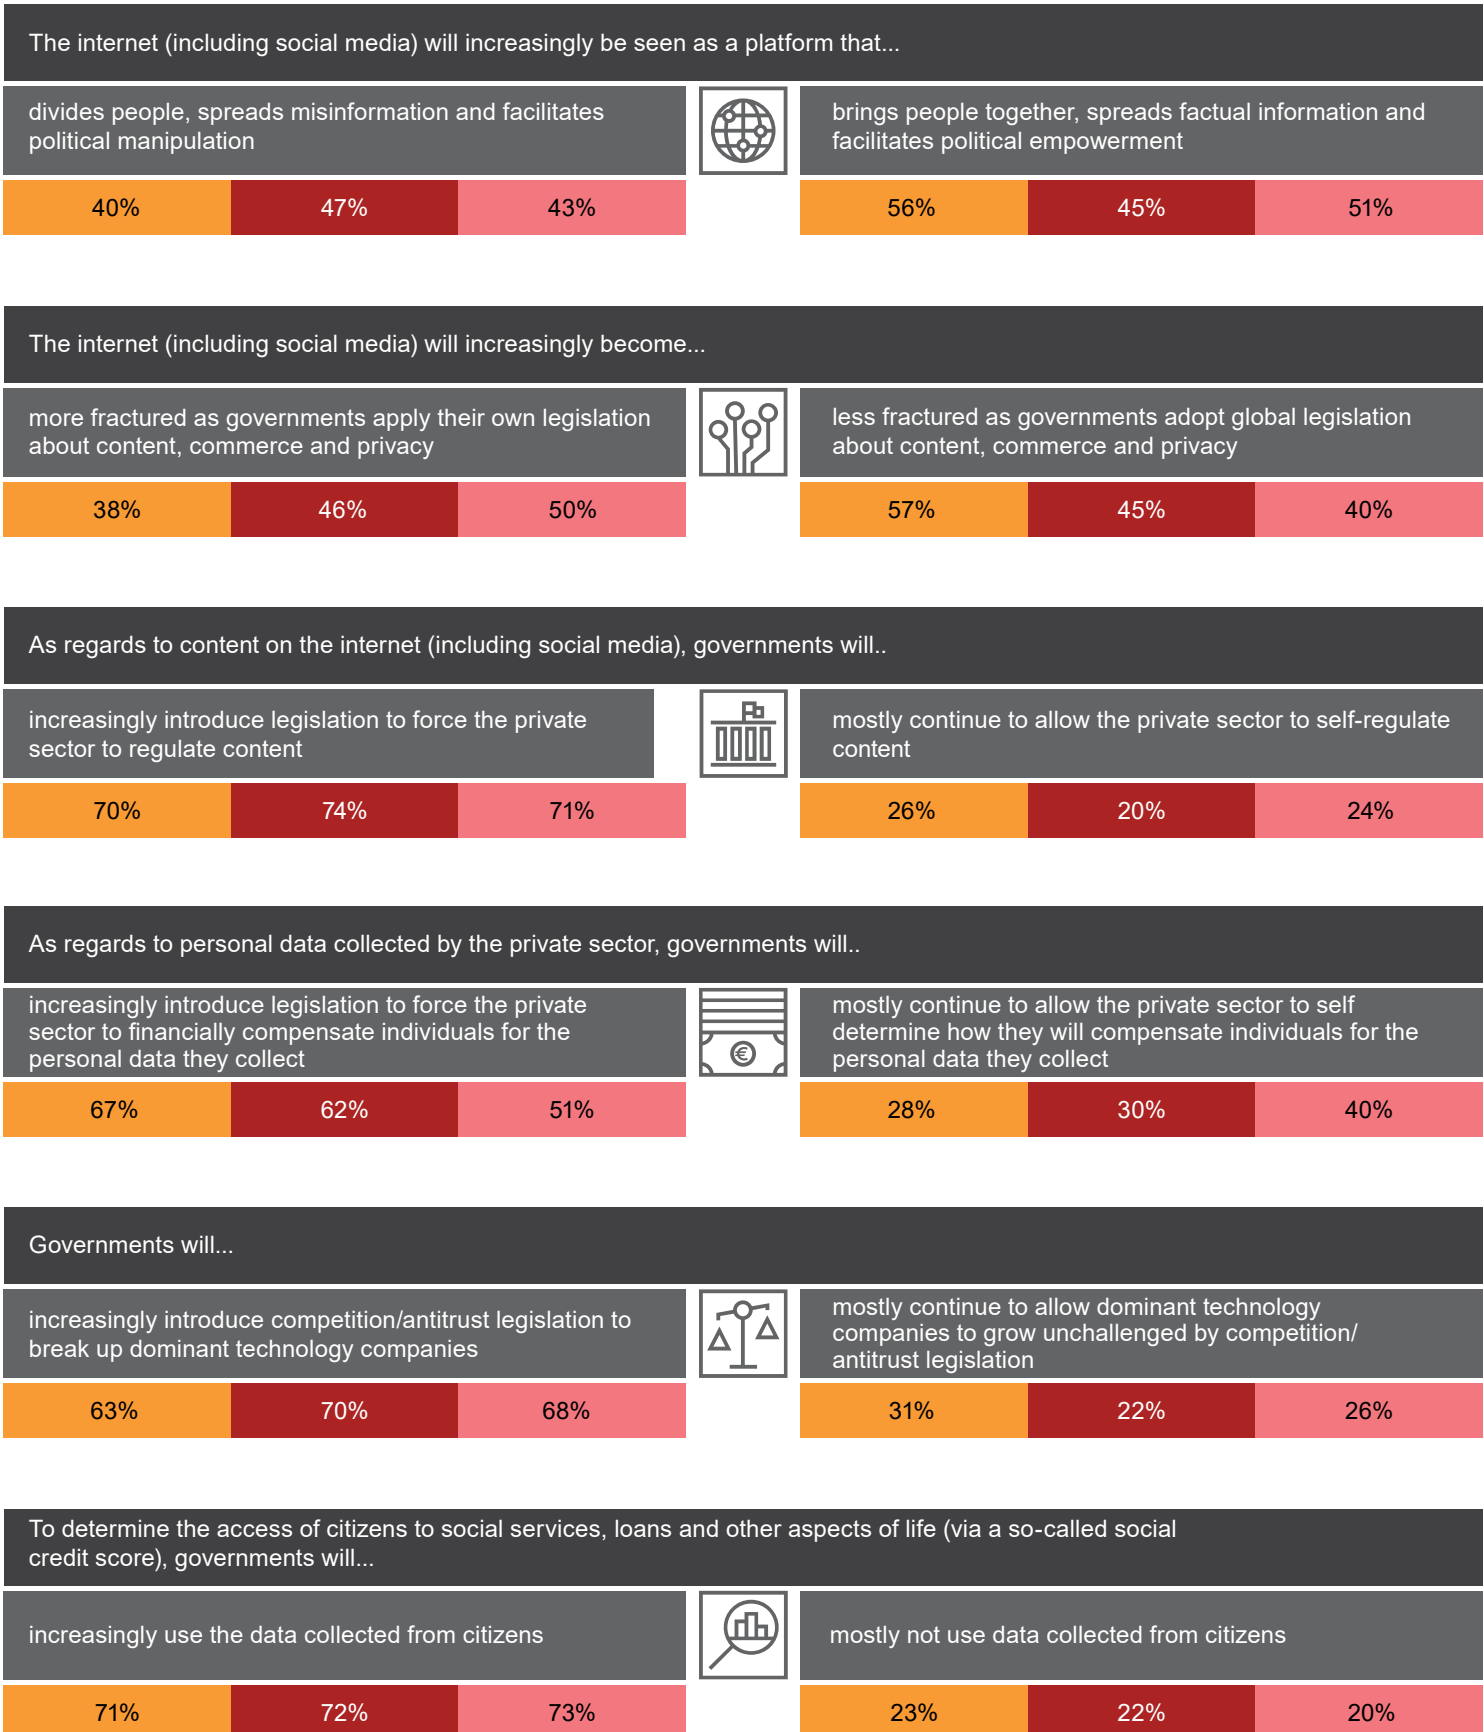 The internet (including social media) will increasingly be seen as a platform that...
divides people, spreads misinformation and facilitates
political manipulation
brings people together, spreads factual information and
facilitates political empowerment
40% 47% 43% 56% 45% 51%
The internet (including social media) will increasingly become...
more fractured as governments apply their own legislation
about content, commerce and privacy
less fractured as governments adopt global legislation
about content, commerce and privacy
38% 46% 50% 57% 45% 40%
As regards to content on the internet (including social media), governments will..
increasingly introduce legislation to force the private
sector to regulate content
mostly continue to allow the private sector to self-regulate
content
70% 74% 71% 26% 20% 24%
As regards to personal data collected by the private sector, governments will..
increasingly introduce legislation to force the private
sector to financially compensate individuals for the
personal data they collect
€
mostly continue to allow the private sector to self
determine how they will compensate individuals for the
personal data they collect
67% 62% 51% 28% 30% 40%
Governments will...
increasingly introduce competition/antitrust legislation to
break up dominant technology companies
mostly continue to allow dominant technology
companies to grow unchallenged by competition/
antitrust legislation
63% 70% 68% 31% 22% 26%
To determine the access of citizens to social services, loans and other aspects of life (via a so-called social
credit score), governments will...
increasingly use the data collected from citizens
mostly not use data collected from citizens
71% 72% 73% 23% 22% 20%